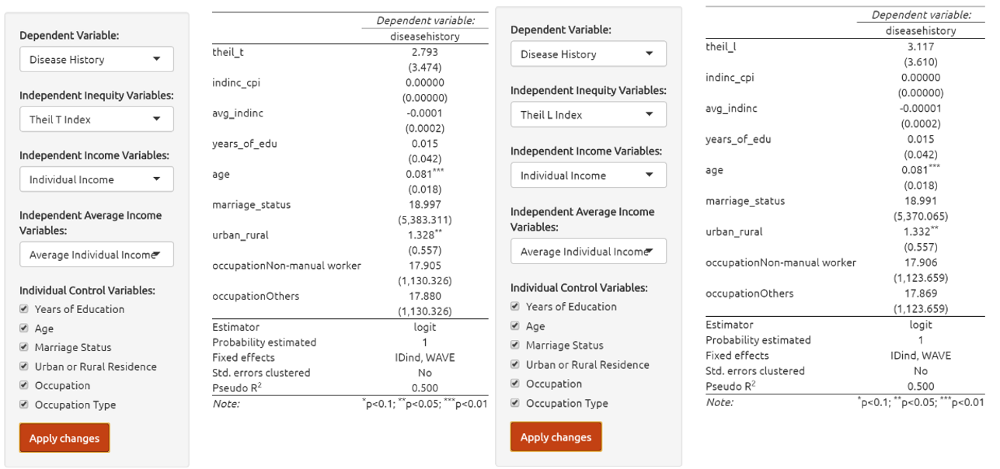 Dependent Variable:
Disease History
Independent Inequity Variables:
Theil T Index
Independent Income Variables:
Individual Income
Independent Average Income
Variables:
Average Individual Income
Individual Control Variables:
Years of Education
Age
Marriage Status
Urban or Rural Residence
Occupation
Occupation Type
Apply changes
Dependent variable:
diseasehistory
theil_t 2.793
(3.474)
indinc_cpi 0.00000
(0.00000)
avg_indinc -0.0001
(0.0002)
years_of_edu 0.015
(0.042)
age 0.081***
(0.018)
marriage_status 18.997
(5,383.311)
urban_rural 1.328**
(0.557)
occupationNon-manual worker 17.905
(1,130.326)
occupationOthers 17.880
(1,130.326)
Estimator logit
Probability estimated 1
Fixed effects IDind, WAVE
Std. errors clustered No
Pseudo R2 0.500
Note: *p<0.1; **p<0.05; ***p<0.01
Dependent Variable:
Disease History
Independent Inequity Variables:
Theil L Index
Independent Income Variables:
Individual Income
Independent Average Income
Variables:
Average Individual Income
Individual Control Variables:
Years of Education
Age
Marriage Status
Urban or Rural Residence
Occupation
Occupation Type
Apply changes
Dependent variable:
diseasehistory
theil_l 3.117
(3.610)
indinc_cpi 0.00000
(0.00000)
avg_indinc -0.00001
(0.0002)
years_of_edu 0.015
(0.042)
age 0.081***
(0.018)
marriage_status 18.991
(5,370.065)
urban_rural 1.332**
(0.557)
occupationNon-manual worker 17.906
(1,123.659)
occupationOthers 17.869
(1,123.659)
Estimator logit
Probability estimated 1
Fixed effects IDind, WAVE
Std. errors clustered No
Pseudo R2 0.500
Note: *p<0.1; **p<0.05; ***p<0.01